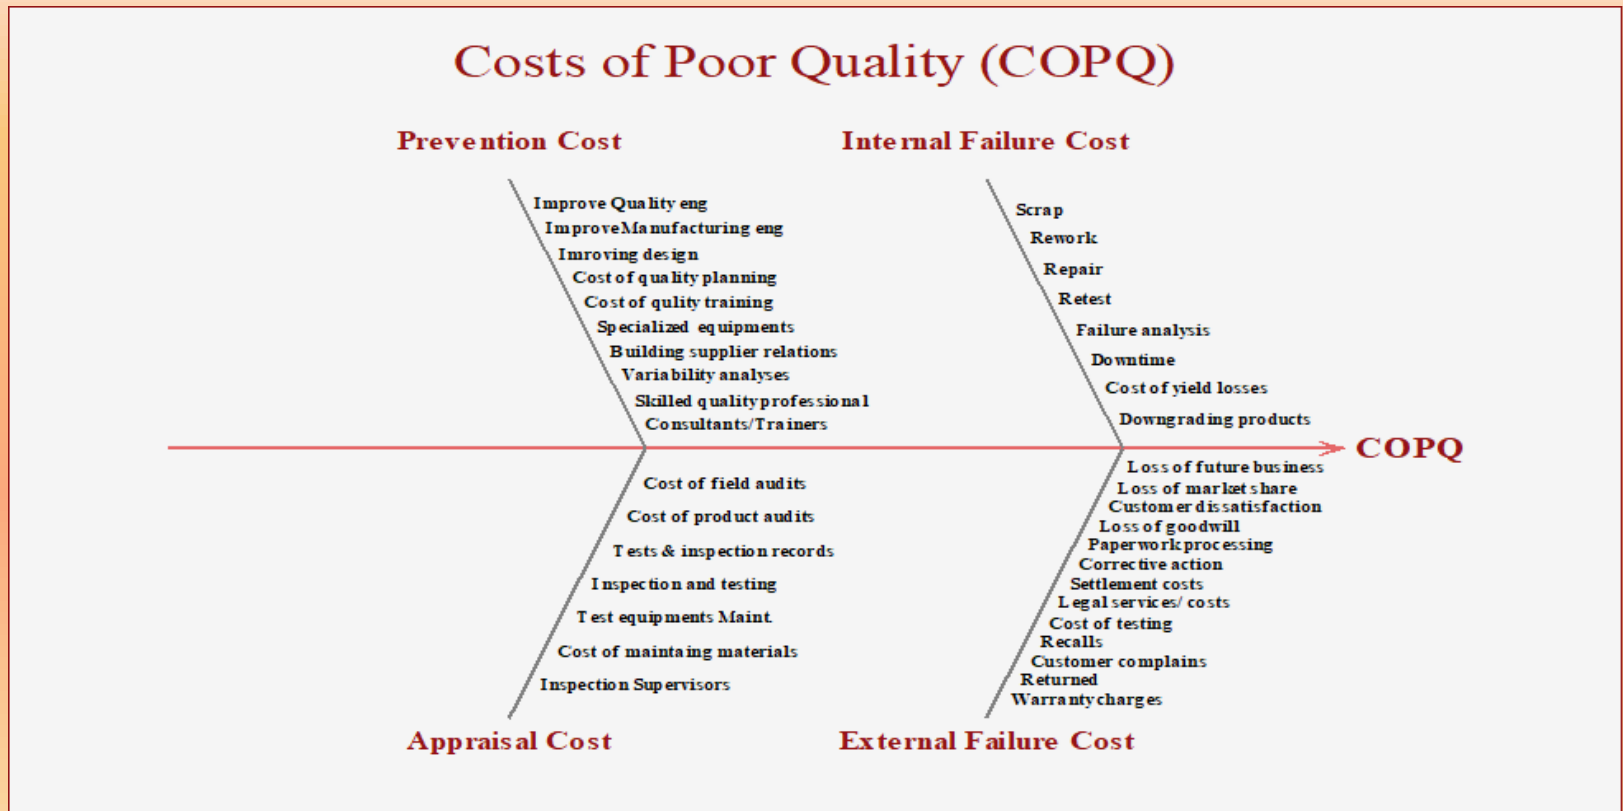 Costs of Poor Quality (COPQ)
Prevention Cost
Improve Quality eng
Improve Manufacturing eng
Imroving design
Cost of quality planning
Cost of qulity training
Specialized equipments
Building supplier relations
Variability analyses
Skilled quality professional
Consultants/Trainers
Internal Failure Cost
Scrap
Rework
Repair
Retest
Failure analysis
Downtime
Cost of yield losses
Downgrading products
COPQ
Cost of field audits
Cost of product audits
Tests & inspection records
Inspection and testing
Test equipments Maint.
Cost of maintaing materials
Inspection Supervisors
Appraisal Cost
Loss of future business
Loss of market share
Customer dissatisfaction
Loss of goodwill
Paperwork processing
Corrective action
Settlement costs
Legal services/ costs
Cost of testing
Recalls
Customer complains
Returned
Warranty charges
External Failure Cost